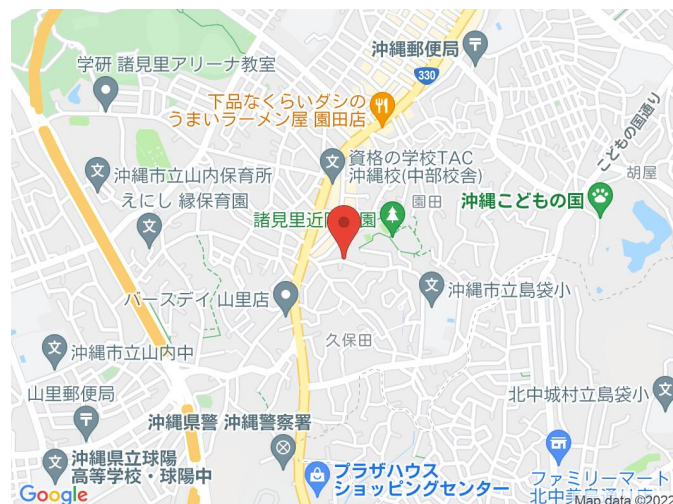 沖縄郵便局
学研 諸見里アリーナ教室
330
下品なくらいダシの
うまいラーメン屋 園田店
こどもの国通り
資格の学校TAC
沖縄校(中部校舎)
胡屋
沖縄市立山内保育所
えにし 縁保育園
園田
沖縄こどもの国
諸見里近
園
沖縄市立島袋小
バースデイ 山里店
久保田
沖縄市立山内中
山里郵便局
北中城村立島袋小
沖縄県警 沖縄警察署
沖縄県立球陽
高等学校・球陽中
プラザハウス
ショッピングセンター
ファミリーマート
北中
Google
Map data ©2022